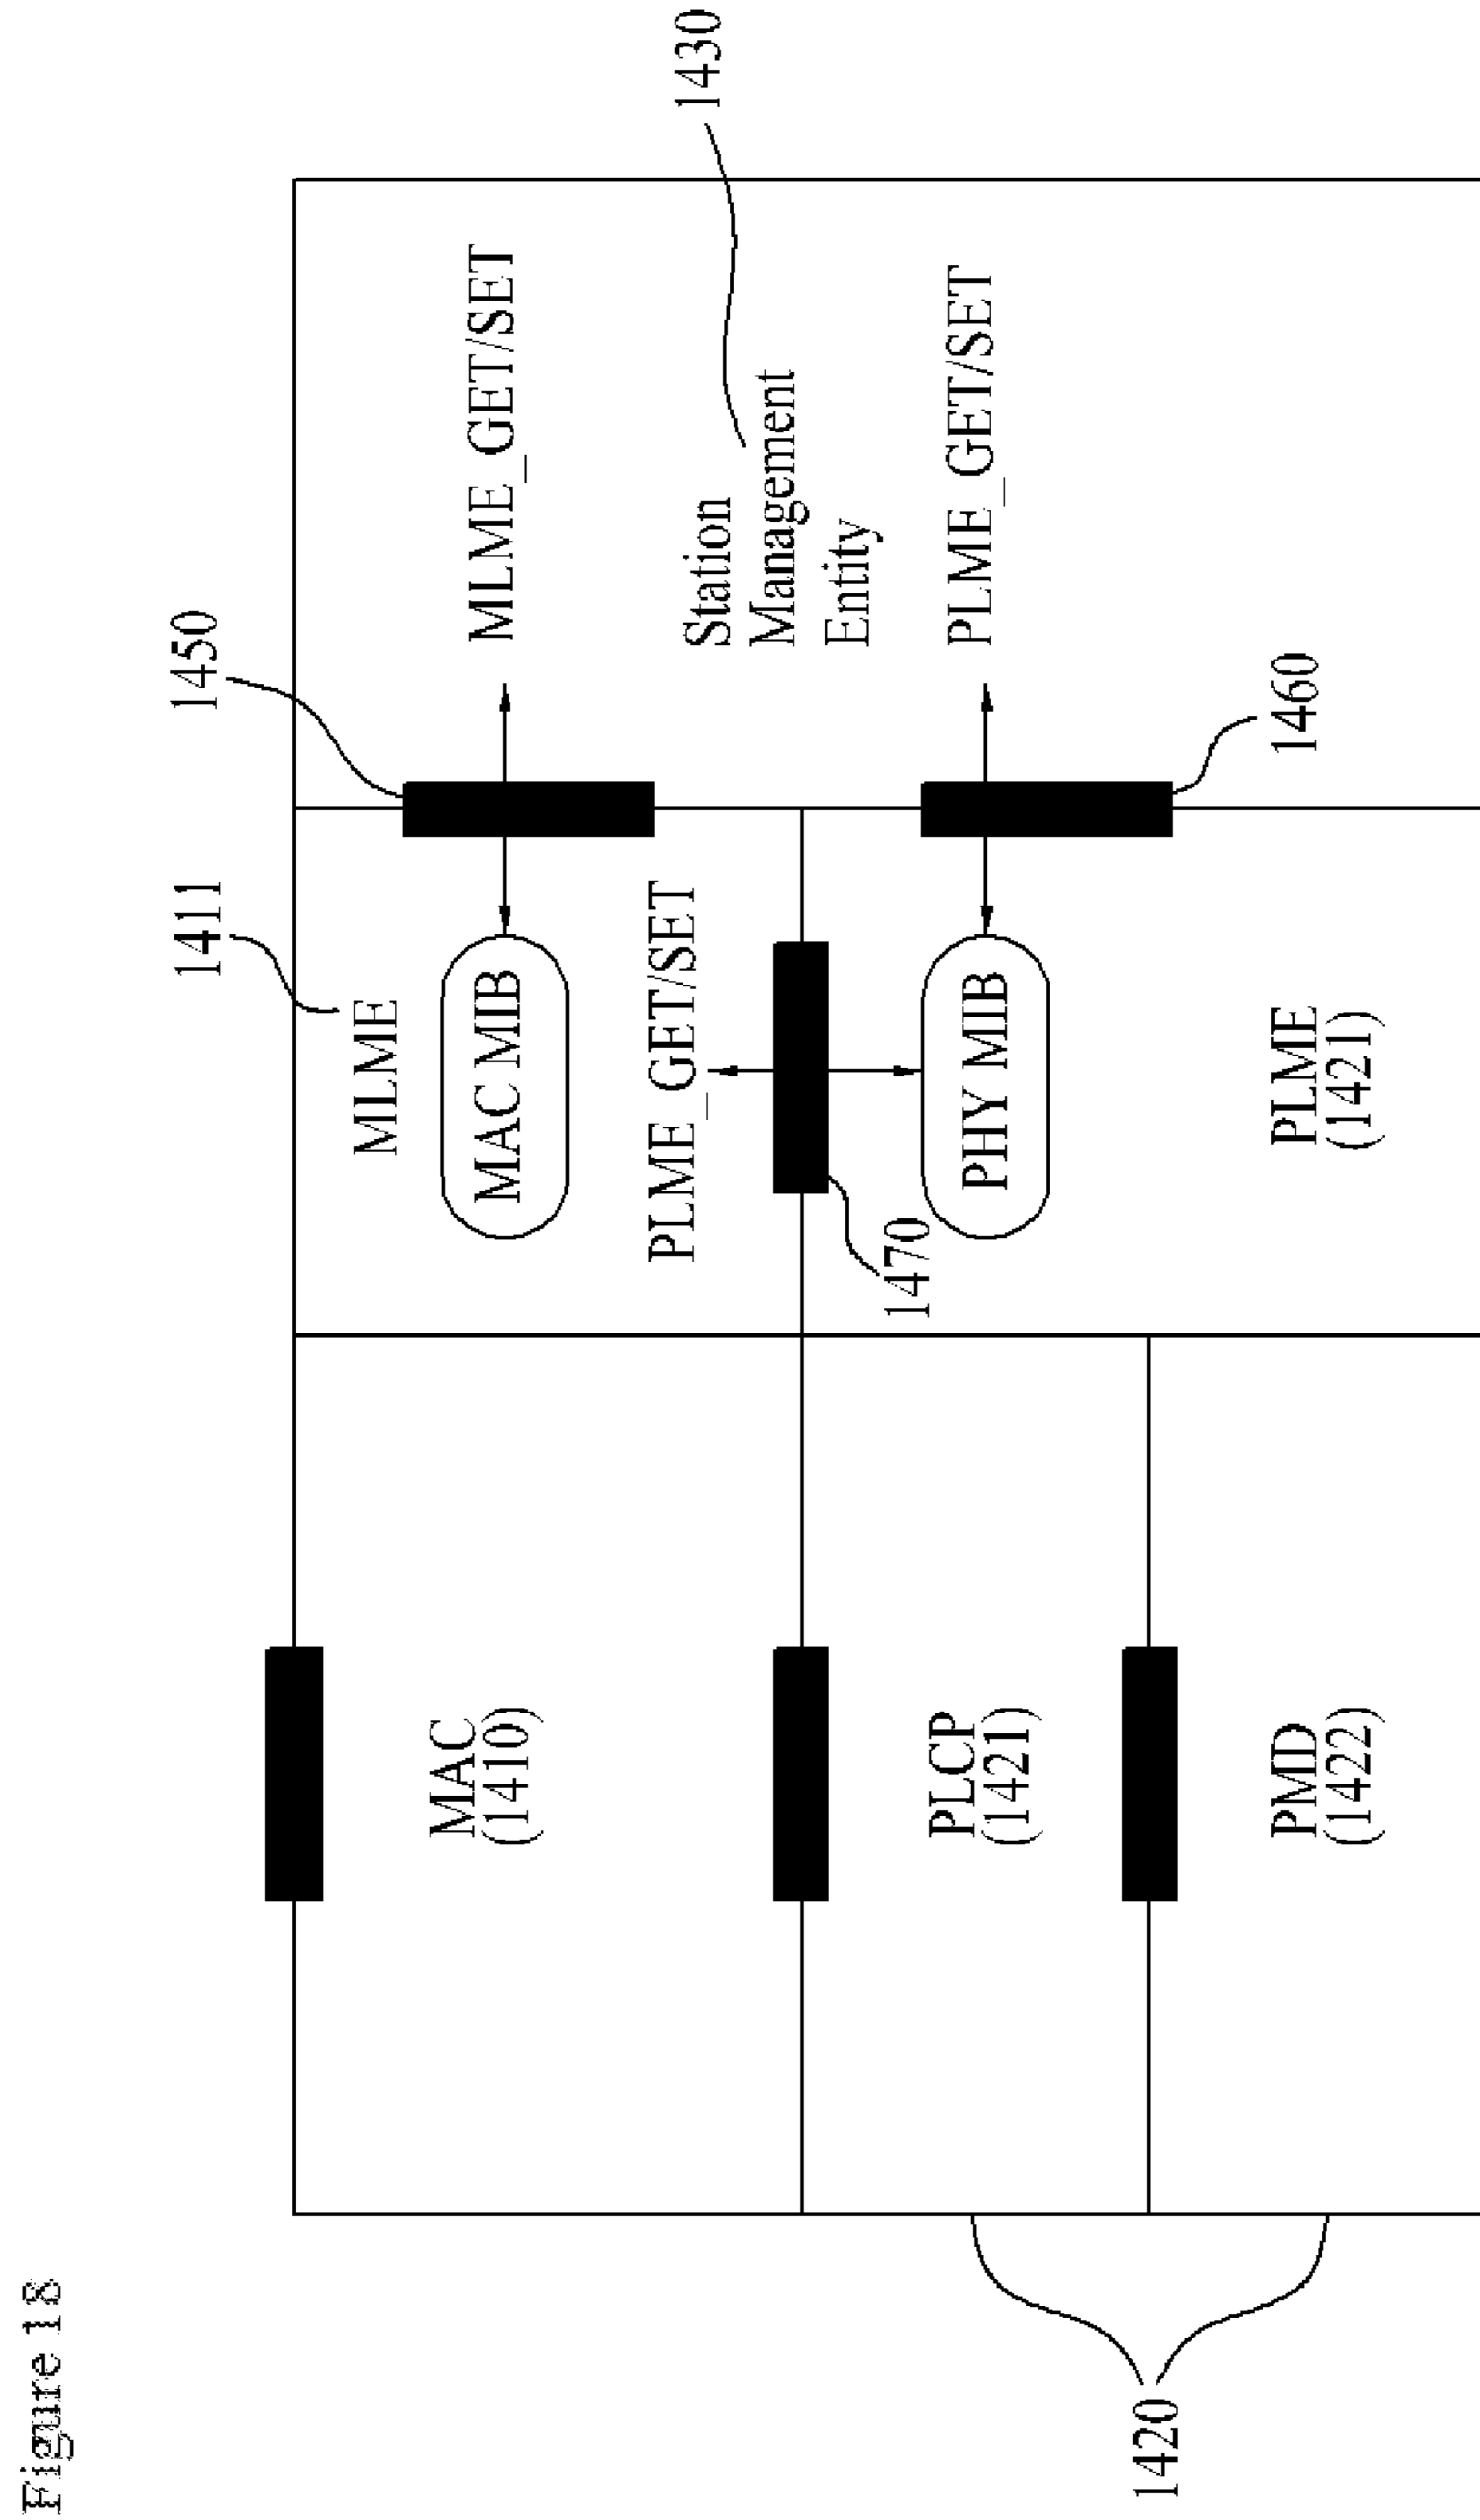 Figure 18
1411
1450
1430
MLME
MAC
(1410)
MAC MIB
MLME_GET/SET
PLME_GET/SET
Station
Management
Entity
1470
PLCP
(1421)
PHY MIB
PLME_GET/SET
1420
PMD
(1422)
PLME
(1421)
1460